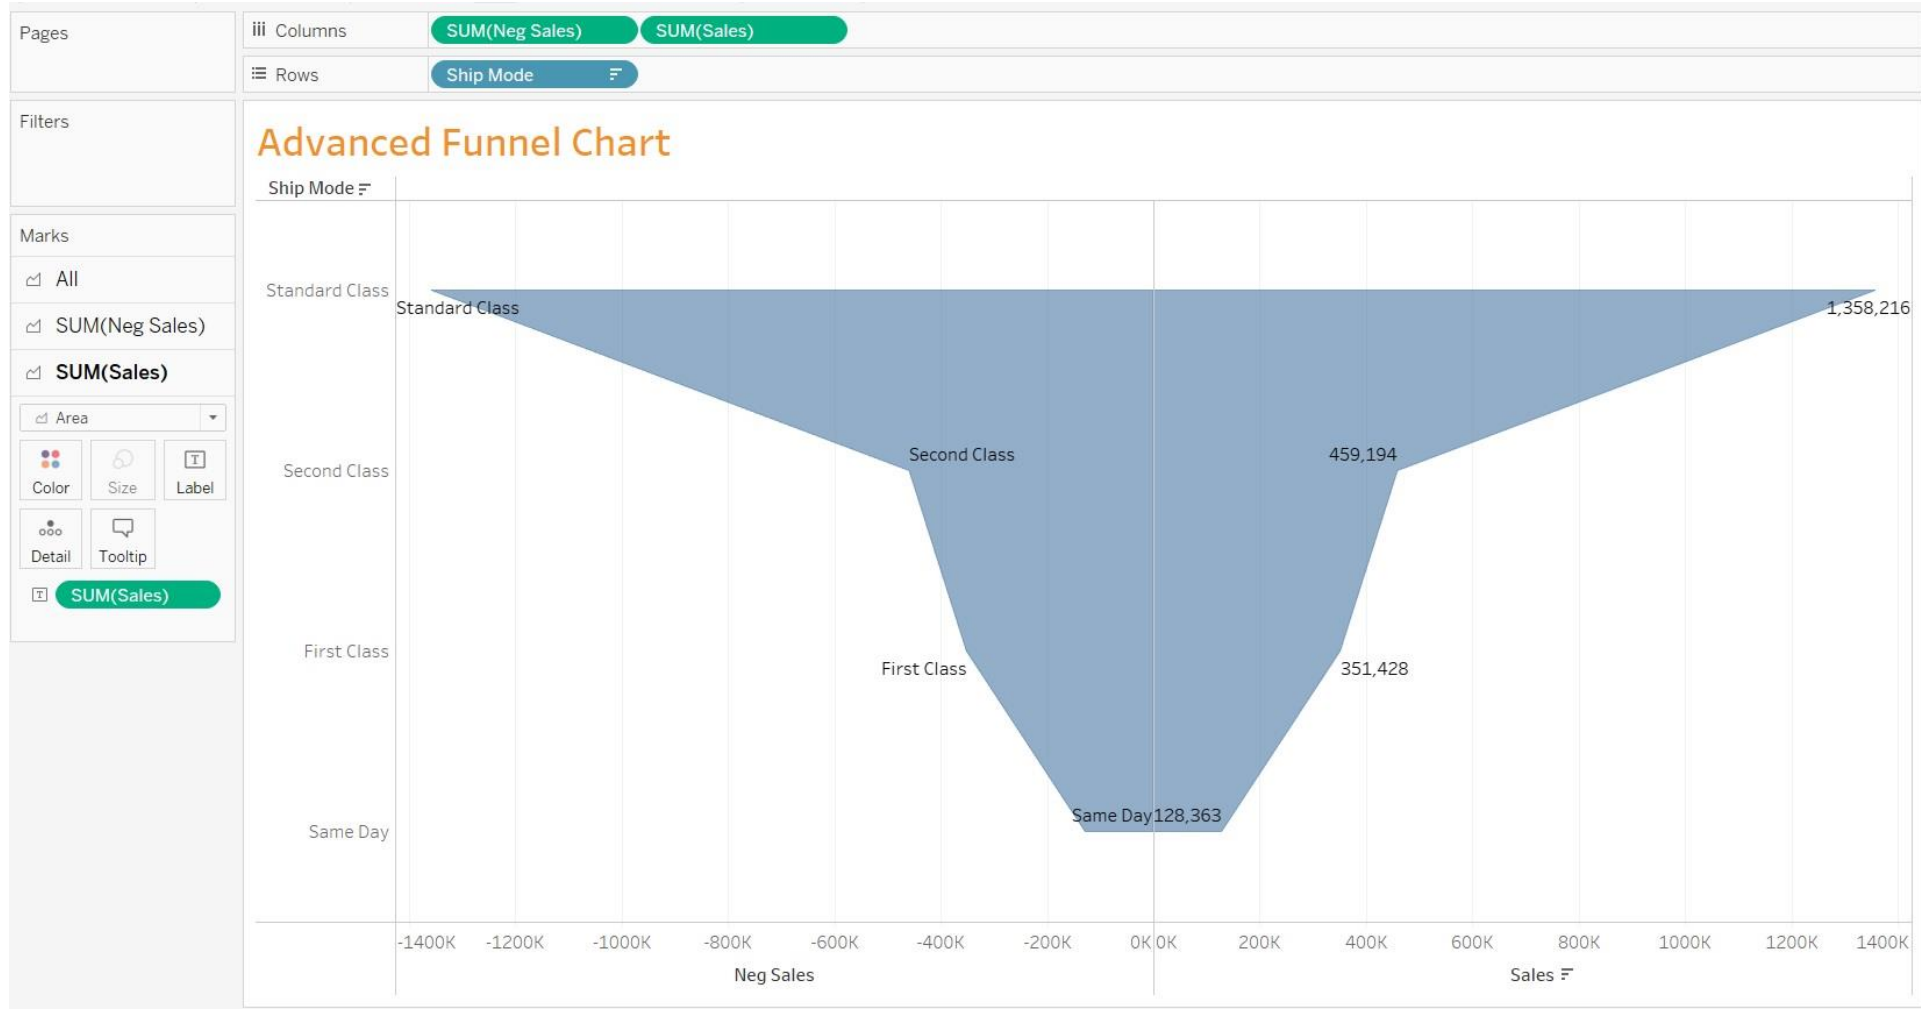 Pages
Columns SUM(Neg Sales) SUM(Sales)
Rows Ship Mode
Filters
Marks
All
SUM(Neg Sales)
SUM(Sales)
Area
Color Size Label
Detail Tooltip
T SUM(Sales)
Advanced Funnel Chart
Ship Mode
Standard Class
Standard Class 1,358,216
Second Class 459,194
Second Class
First Class
First Class 351,428
Same Day 128,363
Same Day
-1400K -1200K -1000K -800K -600K -400K -200K 0K 0K 200K 400K 600K 800K 1000K 1200K 1400K
Neg Sales Sales